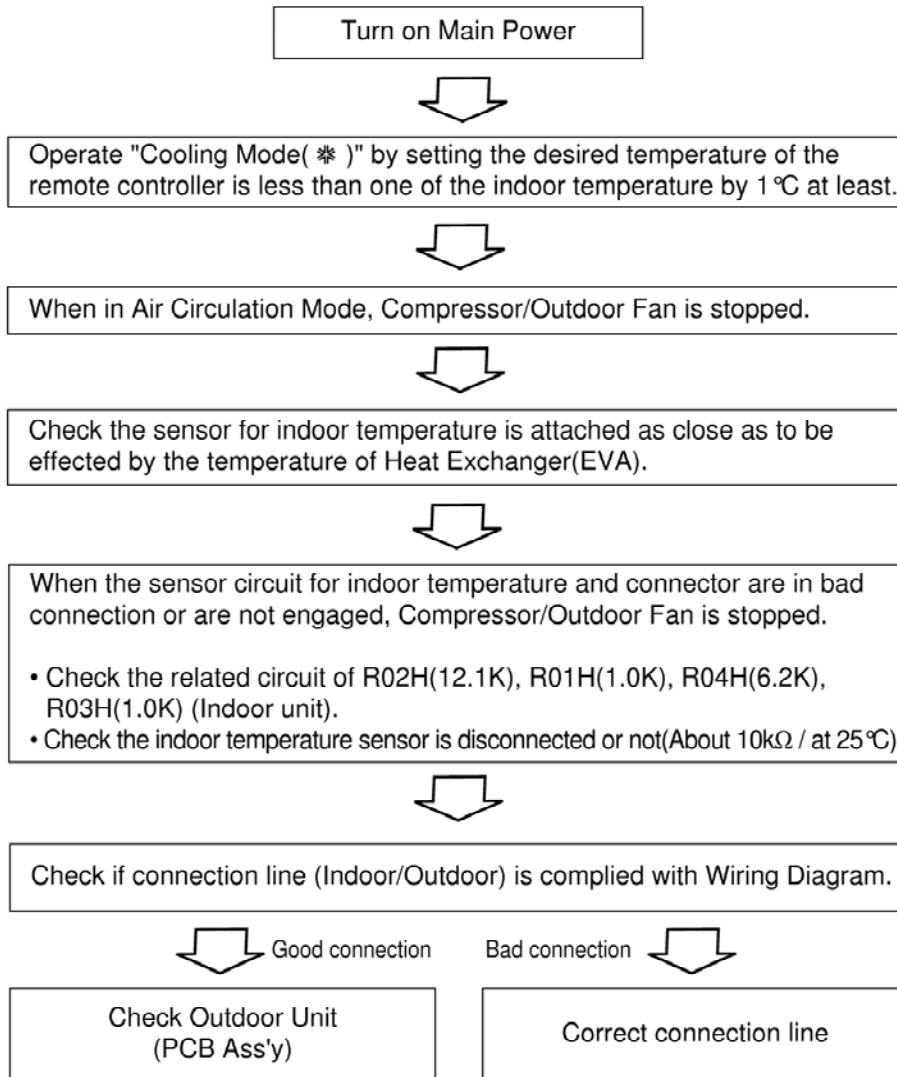 Turn on Main Power
Operate "Cooling Mode( ❄ )" by setting the desired temperature of the
remote controller is less than one of the indoor temperature by 1°C at least.
When in Air Circulation Mode, Compressor/Outdoor Fan is stopped.
Check the sensor for indoor temperature is attached as close as to be
effected by the temperature of Heat Exchanger(EVA).
When the sensor circuit for indoor temperature and connector are in bad
connection or are not engaged, Compressor/Outdoor Fan is stopped.
• Check the related circuit of R02H(12.1K), R01H(1.0K), R04H(6.2K),
R03H(1.0K) (Indoor unit).
• Check the indoor temperature sensor is disconnected or not(About 10kΩ / at 25°C)
Check if connection line (Indoor/Outdoor) is complied with Wiring Diagram.
Good connection
Bad connection
Check Outdoor Unit
(PCB Ass'y)
Correct connection line